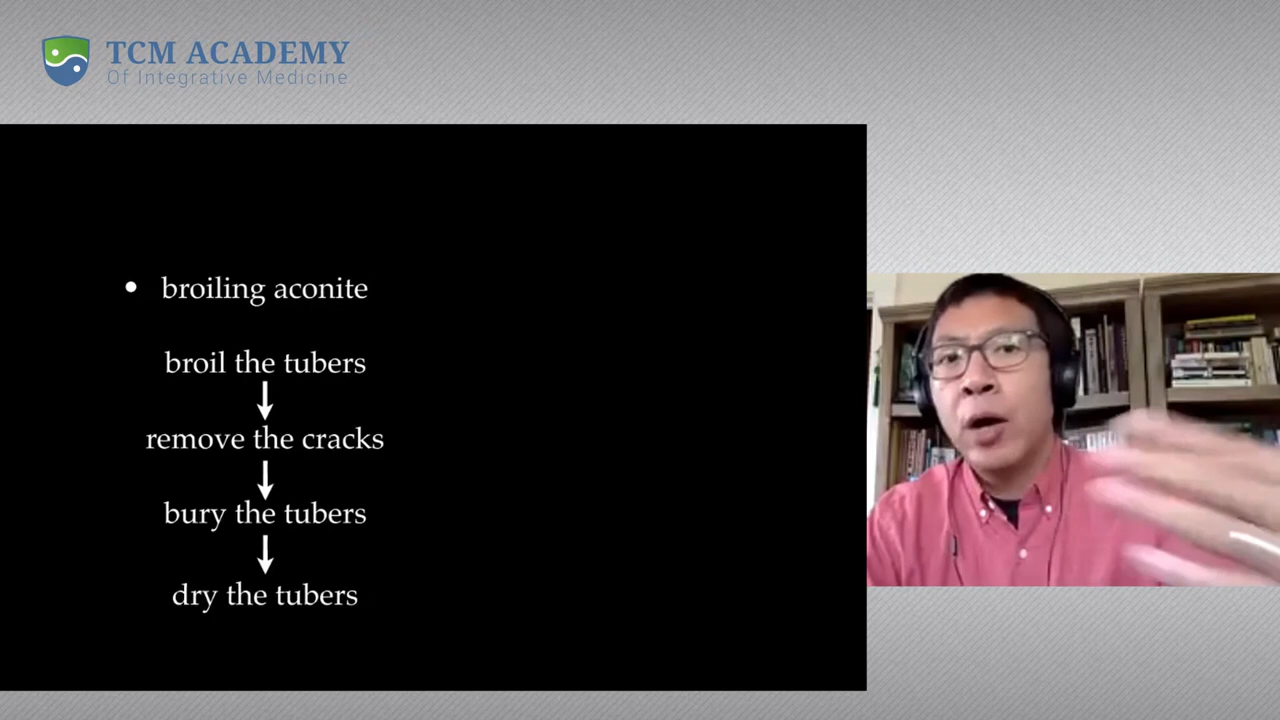 TCM ACADEMY
Of Integrative Medicine
• broiling aconite
broil the tubers
remove the cracks
bury the tubers
dry the tubers